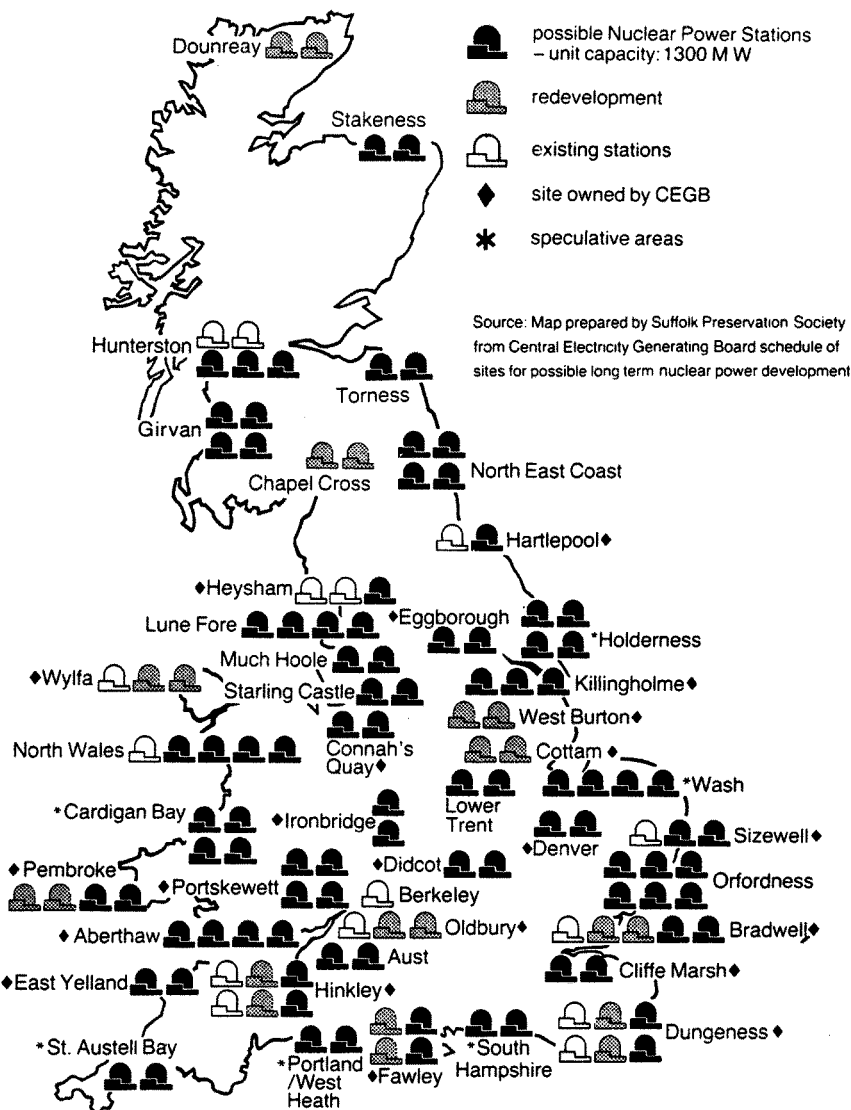 Dounreay
possible Nuclear Power Stations
– unit capacity: 1300 M W
redevelopment
Stakeness
existing stations
♦ site owned by CEGB
* speculative areas
Source: Map prepared by Suffolk Preservation Society
from Central Electricity Generating Board schedule of
sites for possible long term nuclear power development
Hunterston
Torness
Girvan
North East Coast
Chapel Cross
Hartlepool♦
♦Heysham
♦Eggborough
Lune Fore
*Holderness
Much Hoole
♦Wylfa
Starling Castle
Killingholme♦
West Burton♦
North Wales
Connah's
Quay♦
Cottam ♦
*Wash
Lower
Trent
*Cardigan Bay
♦Ironbridge
♦Denver
Sizewell♦
♦Pembroke
♦Portskewett
♦Didcot
Orfordness
Berkeley
♦Aberthaw
Oldbury♦
Bradwell♦
Aust
♦East Yelland
Hinkley♦
Cliffe Marsh♦
Dungeness ♦
*St. Austell Bay
*Portland
/West
Heath
♦Fawley
*South
Hampshire